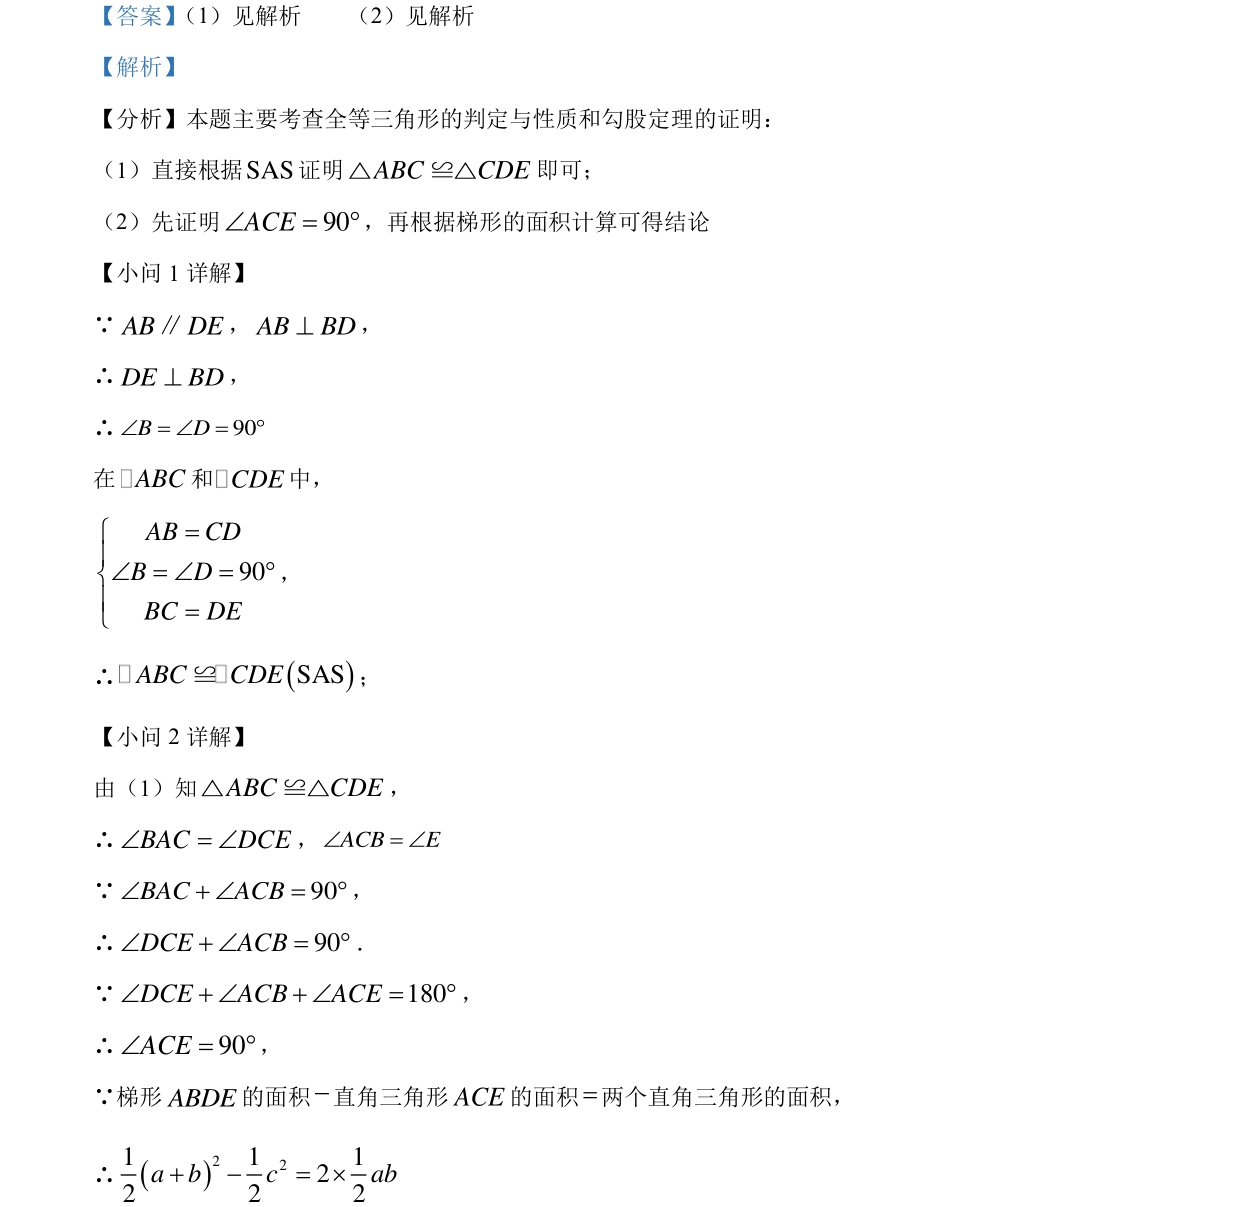 【答案】（1）见解析　　（2）见解析
【解析】
【分析】本题主要考查全等三角形的判定与性质和勾股定理的证明：
（1）直接根据SAS证明△ABC≌△CDE即可；
（2）先证明∠ACE=90°，再根据梯形的面积计算可得结论
【小问 1 详解】
∵AB∥DE，AB⊥BD，
∴DE⊥BD，
∴∠B=∠D=90°
在□ABC和□CDE中，
AB=CD
∠B=∠D=90°，
BC=DE
∴□ABC≌□CDE(SAS)；
【小问 2 详解】
由（1）知△ABC≌△CDE，
∴∠BAC=∠DCE，∠ACB=∠E
∵∠BAC+∠ACB=90°，
∴∠DCE+∠ACB=90°.
∵∠DCE+∠ACB+∠ACE=180°，
∴∠ACE=90°，
∵梯形ABDE的面积−直角三角形ACE的面积=两个直角三角形的面积，
∴1/2(a+b)²−1/2c²=2×1/2ab